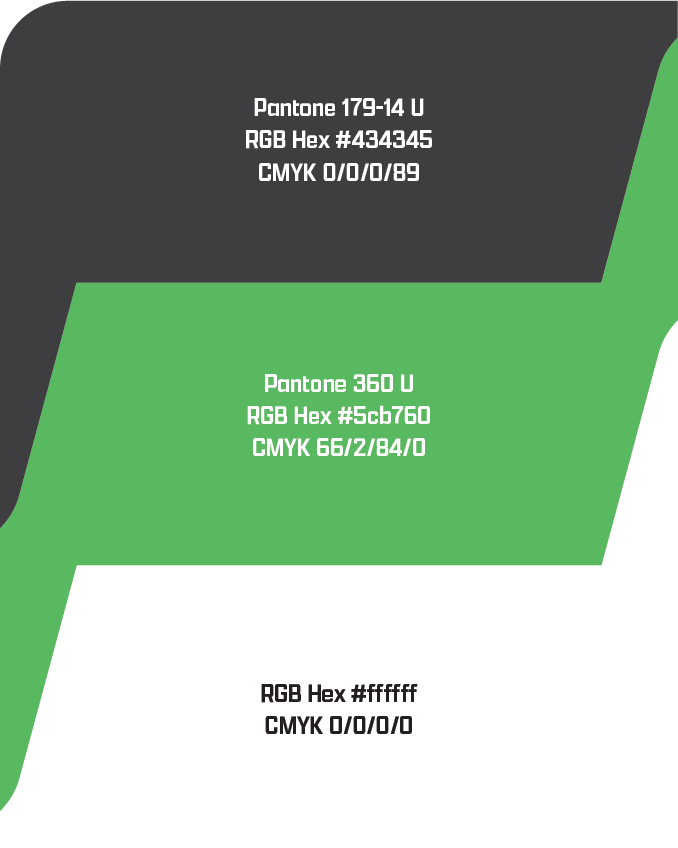 Pantone 179-14 U
RGB Hex #434345
CMYK 0/0/0/89
Pantone 360 U
RGB Hex #5cb760
CMYK 66/2/84/0
RGB Hex #ffffff
CMYK 0/0/0/0